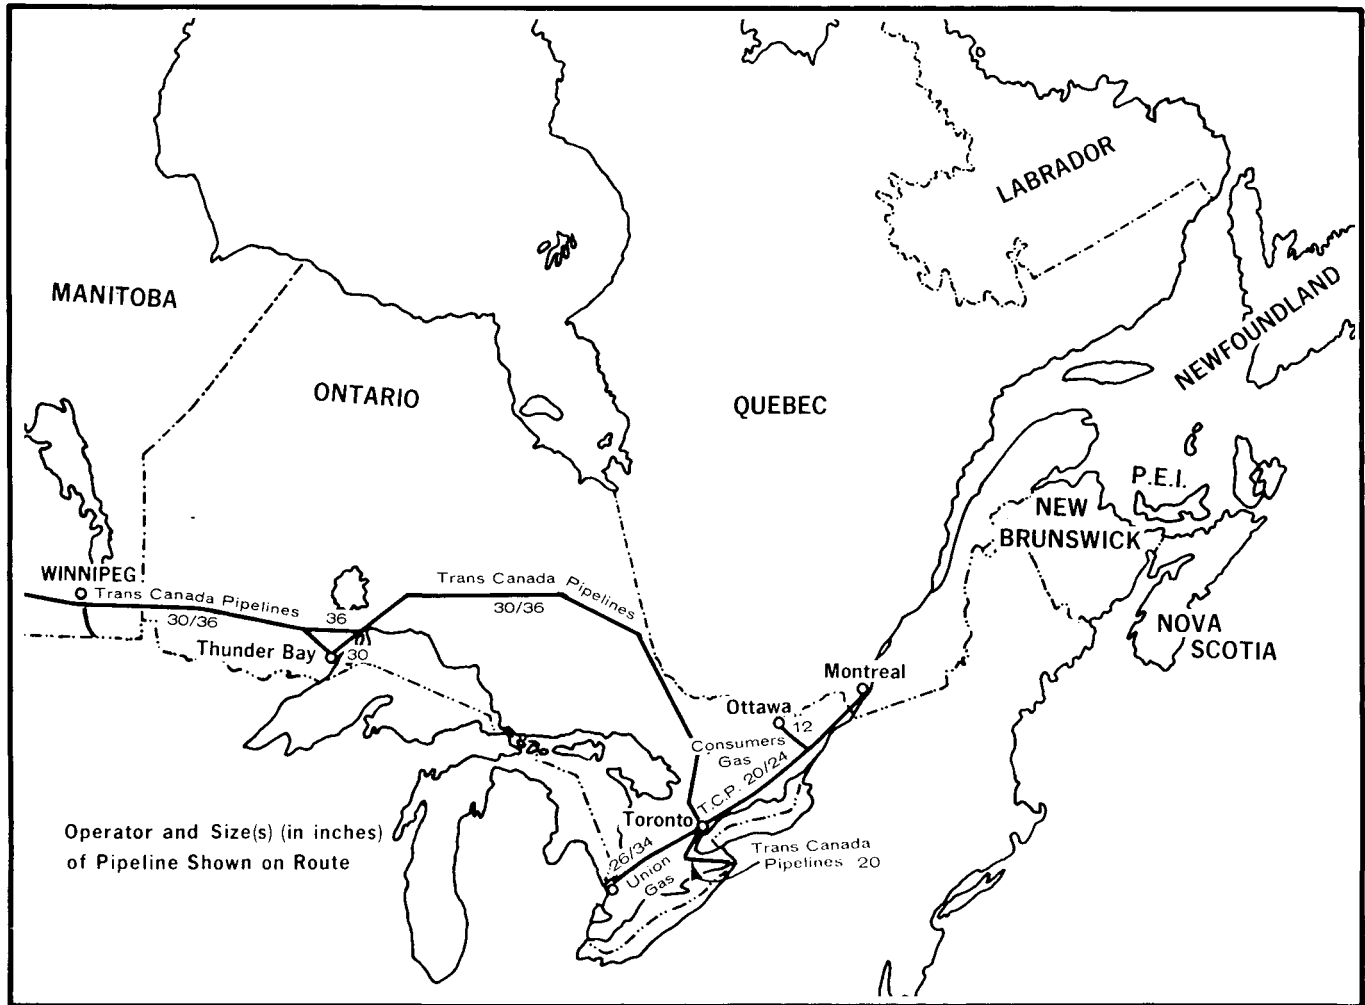 LABRADOR
MANITOBA
NEWFOUNDLAND
ONTARIO
QUEBEC
P.E.I.
NEW
BRUNSWICK
WINNIPEG
Trans Canada Pipelines
30/36
36
Trans Canada Pipelines
30/36
Thunder Bay
30
NOVA
SCOTIA
Montreal
Ottawa
12
Consumers
Gas
T.C.P. 20/24
Toronto
26/34
Union
Gas
Trans Canada
Pipelines 20
Operator and Size(s) (in inches)
of Pipeline Shown on Route